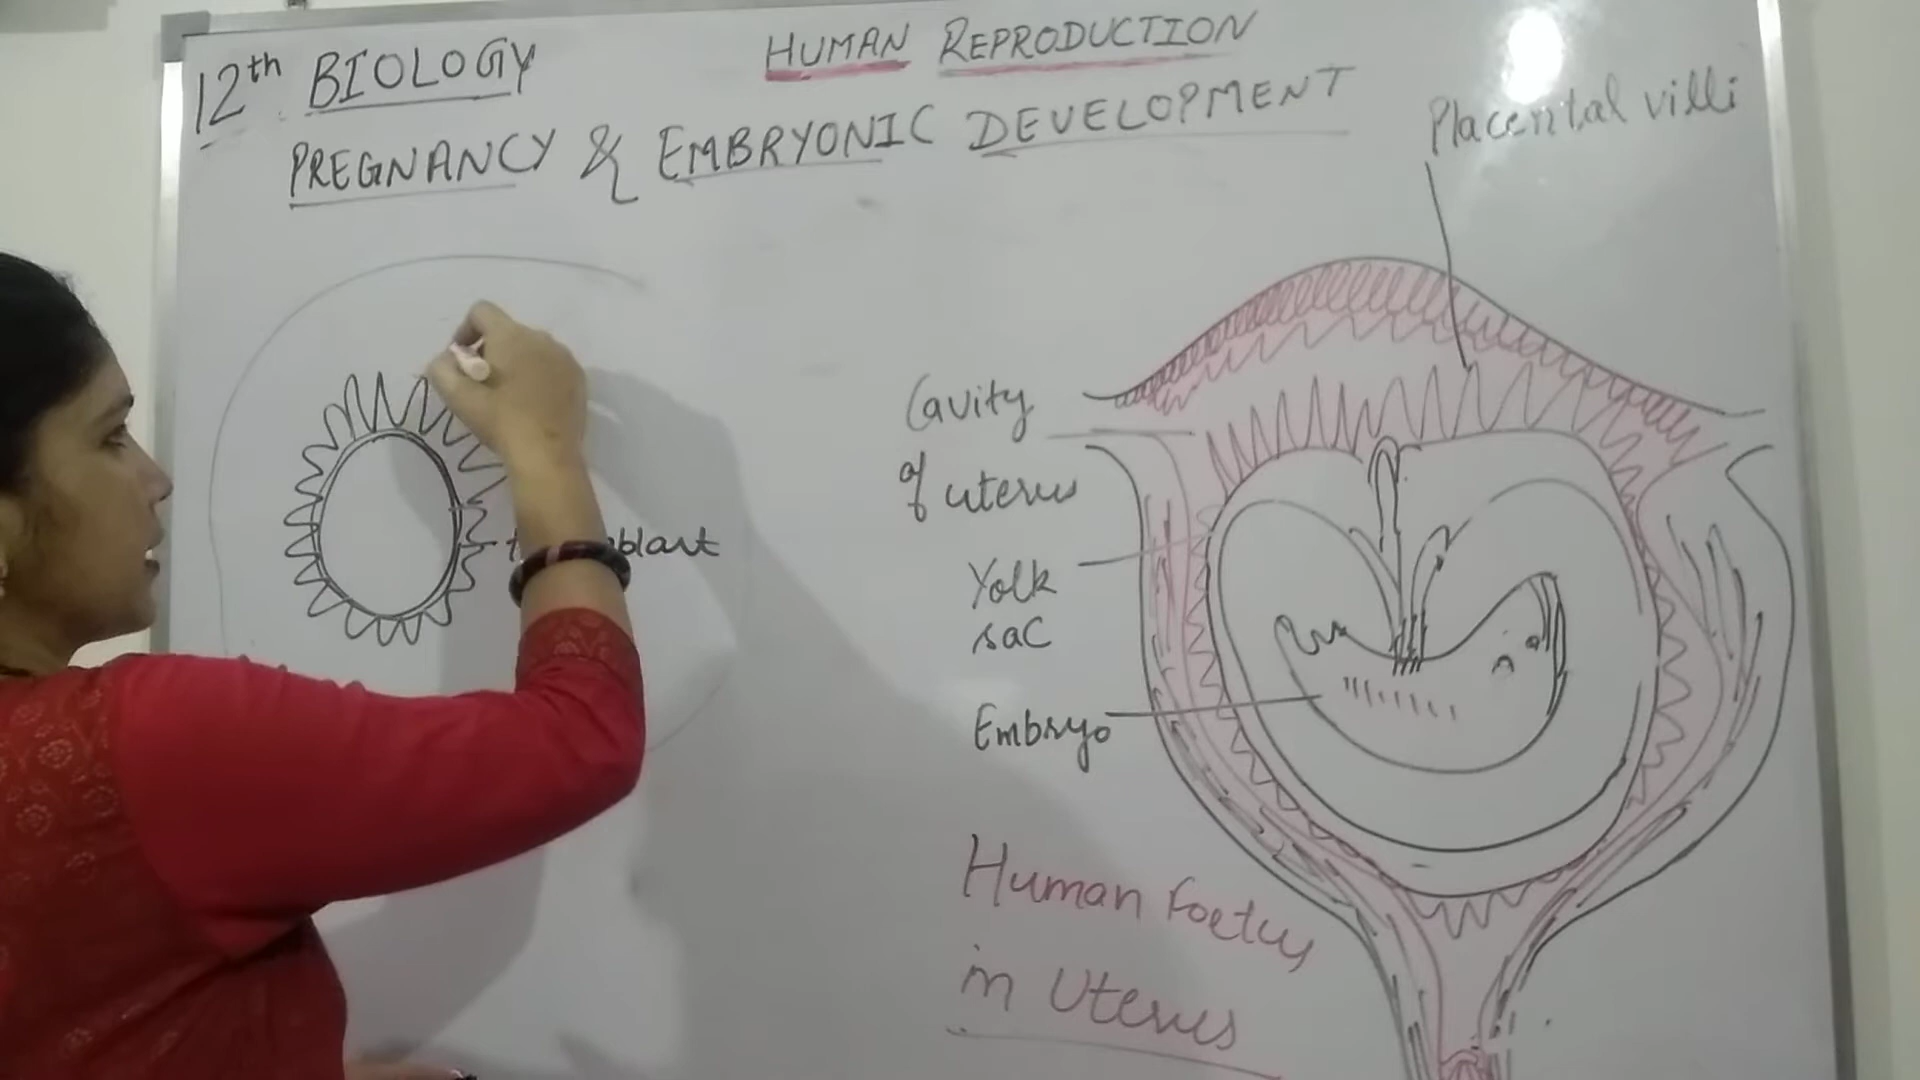 12th BIOLOGY
HUMAN REPRODUCTION
PREGNANCY & EMBRYONIC DEVELOPMENT
Placental villi
Cavity
of uterus
Yolk
sac
Embryo
Human Foetus
in Uterus